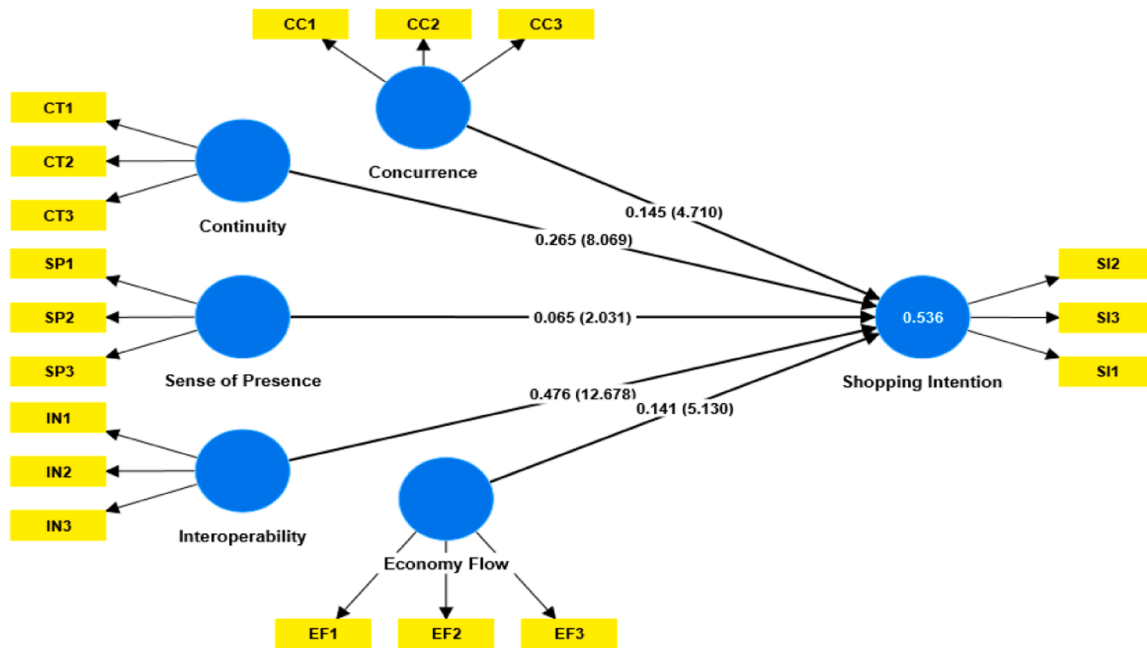 CC1
CC2
CC3
Concurrence
CT1
CT2
CT3
Continuity
SP1
SP2
SP3
Sense of Presence
IN1
IN2
IN3
Interoperability
Economy Flow
EF1
EF2
EF3
0.145 (4.710)
0.265 (8.069)
0.065 (2.031)
0.476 (12.678)
0.141 (5.130)
0.536
Shopping Intention
SI2
SI3
SI1